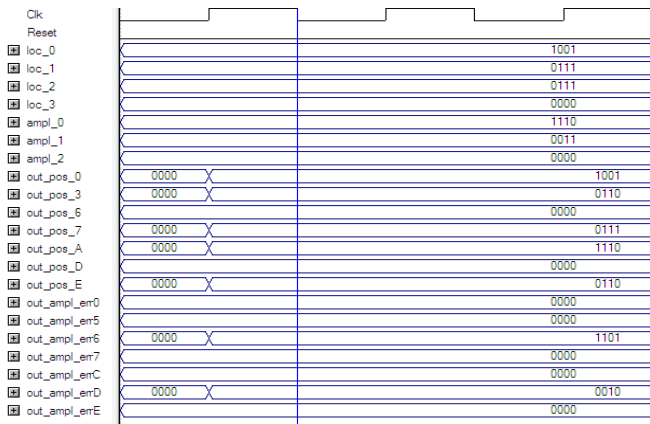 Clk
Reset
loc_0 1001
loc_1 0111
loc_2 0111
loc_3 0000
ampl_0 1110
ampl_1 0011
ampl_2 0000
out_pos_0 0000 1001
out_pos_3 0000 0110
out_pos_6 0000
out_pos_7 0000 0111
out_pos_A 0000 1110
out_pos_D 0000
out_pos_E 0000 0110
out_ampl_err0 0000
out_ampl_err5 0000
out_ampl_err6 0000 1101
out_ampl_err7 0000
out_ampl_errC 0000
out_ampl_errD 0000 0010
out_ampl_errE 0000